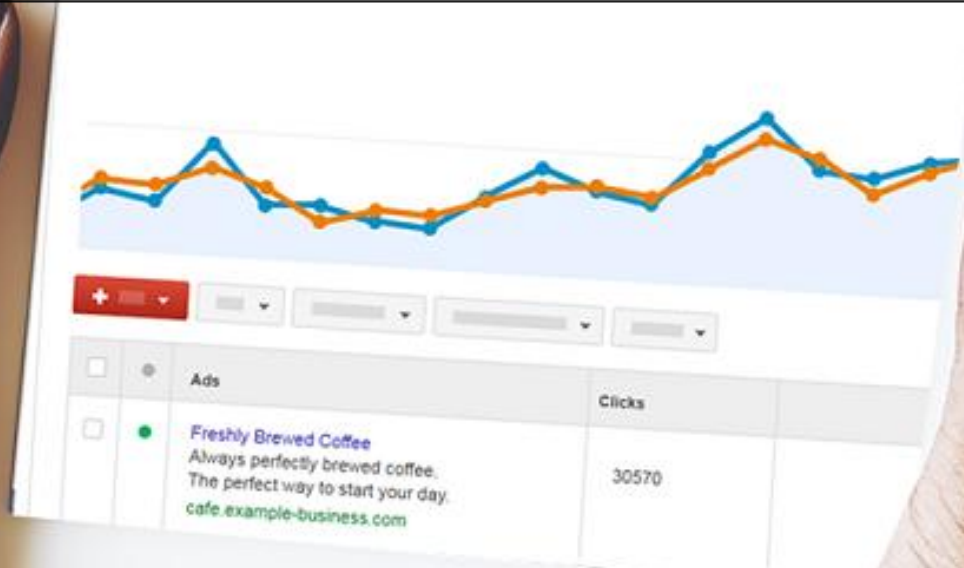 Ads
Clicks
Freshly Brewed Coffee
Always perfectly brewed coffee.
The perfect way to start your day.
cafe.example-business.com
30570